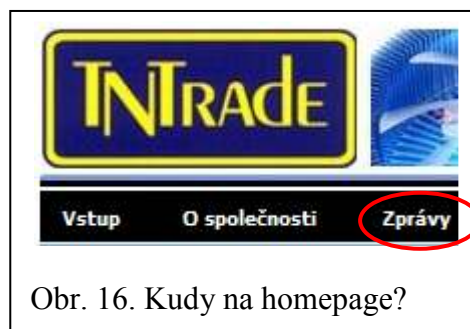 TNTRADE
Vstup O společnosti Zprávy
Obr. 16. Kudy na homepage?